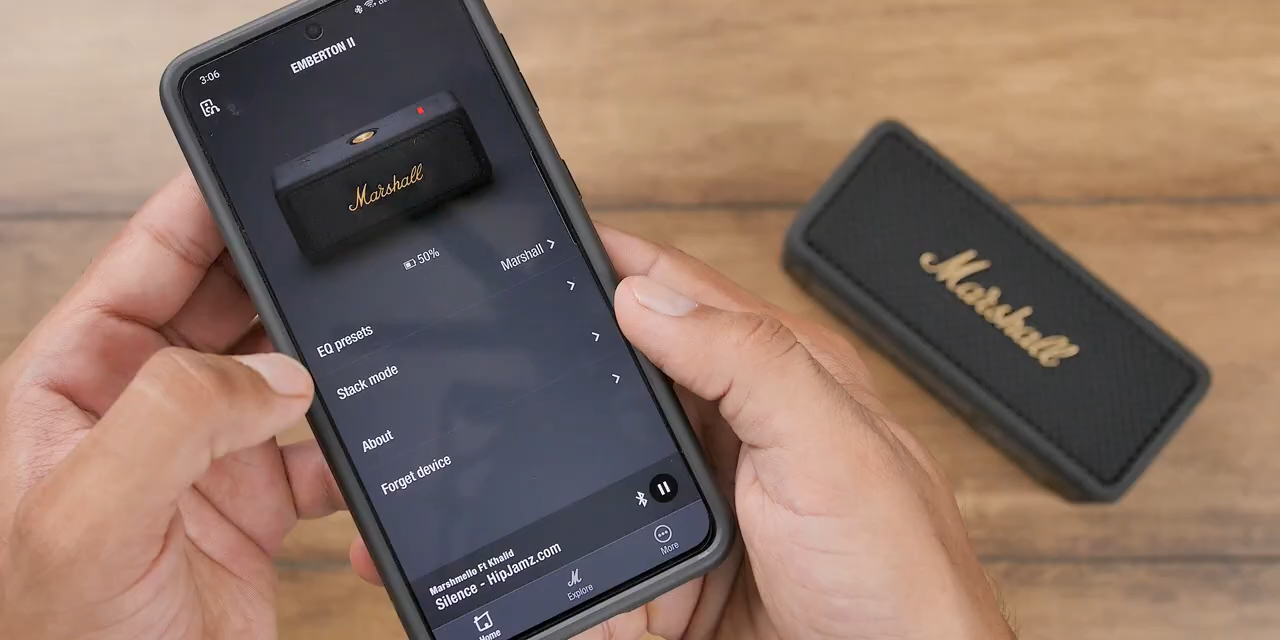 3:06
EMBERTON II
Marshall
50%
EQ presets Marshall
Stack mode
About
Forget device
Marshmello Ft Khalid
Silence - HipJamz.com
Home
Explore
More
Marshall